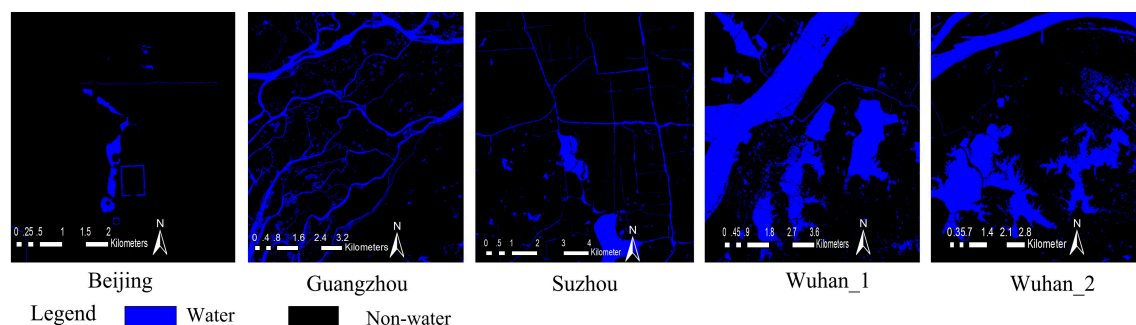 N
0 .25 .5 1 1.5 2
Kilometers
N
0 .4 .8 1.6 2.4 3.2
Kilometers
N
0 .5 1 2 3 4
Kilometer
N
0 .45 .9 1.8 2.7 3.6
Kilometers
N
0 .35.7 1.4 2.1 2.8
Kilometers
Beijing
Guangzhou
Suzhou
Wuhan_1
Wuhan_2
Legend Water Non-water